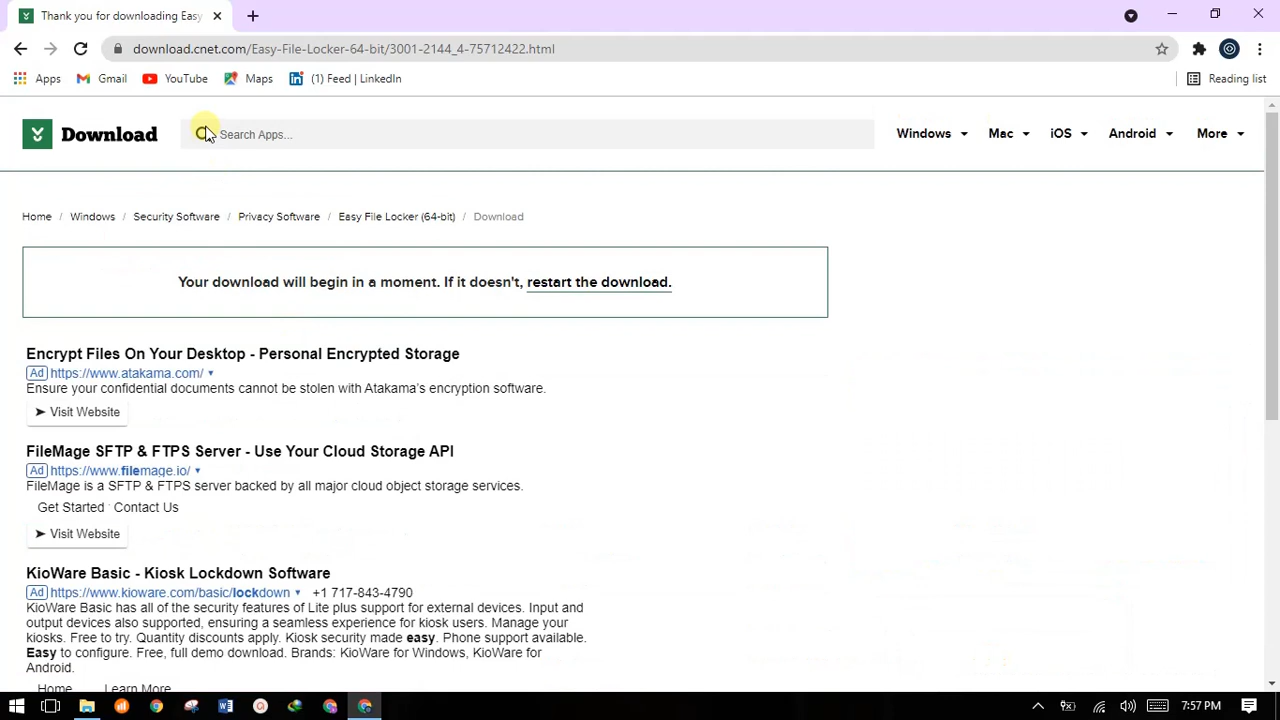 Thank you for downloading Easy
download.cnet.com/Easy-File-Locker-64-bit/3001-2144_4-75712422.html
Apps Gmail YouTube Maps (1) Feed | LinkedIn Reading list
Download Search Apps... Windows Mac iOS Android More
Home / Windows / Security Software / Privacy Software / Easy File Locker (64-bit) / Download
Your download will begin in a moment. If it doesn't, restart the download.
Encrypt Files On Your Desktop - Personal Encrypted Storage
Ad https://www.atakama.com/
Ensure your confidential documents cannot be stolen with Atakama's encryption software.
Visit Website
FileMage SFTP & FTPS Server - Use Your Cloud Storage API
Ad https://www.filemage.io/
FileMage is a SFTP & FTPS server backed by all major cloud object storage services.
Get Started · Contact Us
Visit Website
KioWare Basic - Kiosk Lockdown Software
Ad https://www.kioware.com/basic/lockdown +1 717-843-4790
KioWare Basic has all of the security features of Lite plus support for external devices. Input and
output devices also supported, ensuring a seamless experience for kiosk users. Manage your
kiosks. Free to try. Quantity discounts apply. Kiosk security made easy. Phone support available.
Easy to configure. Free, full demo download. Brands: KioWare for Windows, KioWare for
Android.
Home Learn More
7:57 PM